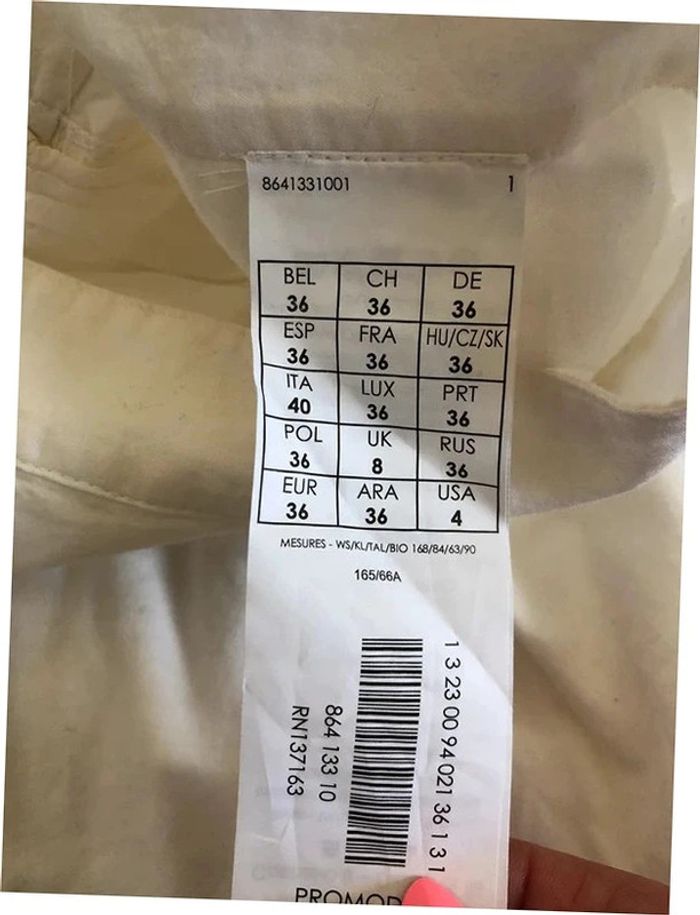 8641331001 1
BEL CH DE
36 36 36
ESP FRA HU/CZ/SK
36 36 36
ITA LUX PRT
40 36 36
POL UK RUS
36 8 36
EUR ARA USA
36 36 4
MESURES - WS/KL/TAL/BIO 168/84/63/90
165/66A
1 3 23 00 94 021 36 1 3 1
864 133 10
RN137163
PROMOD